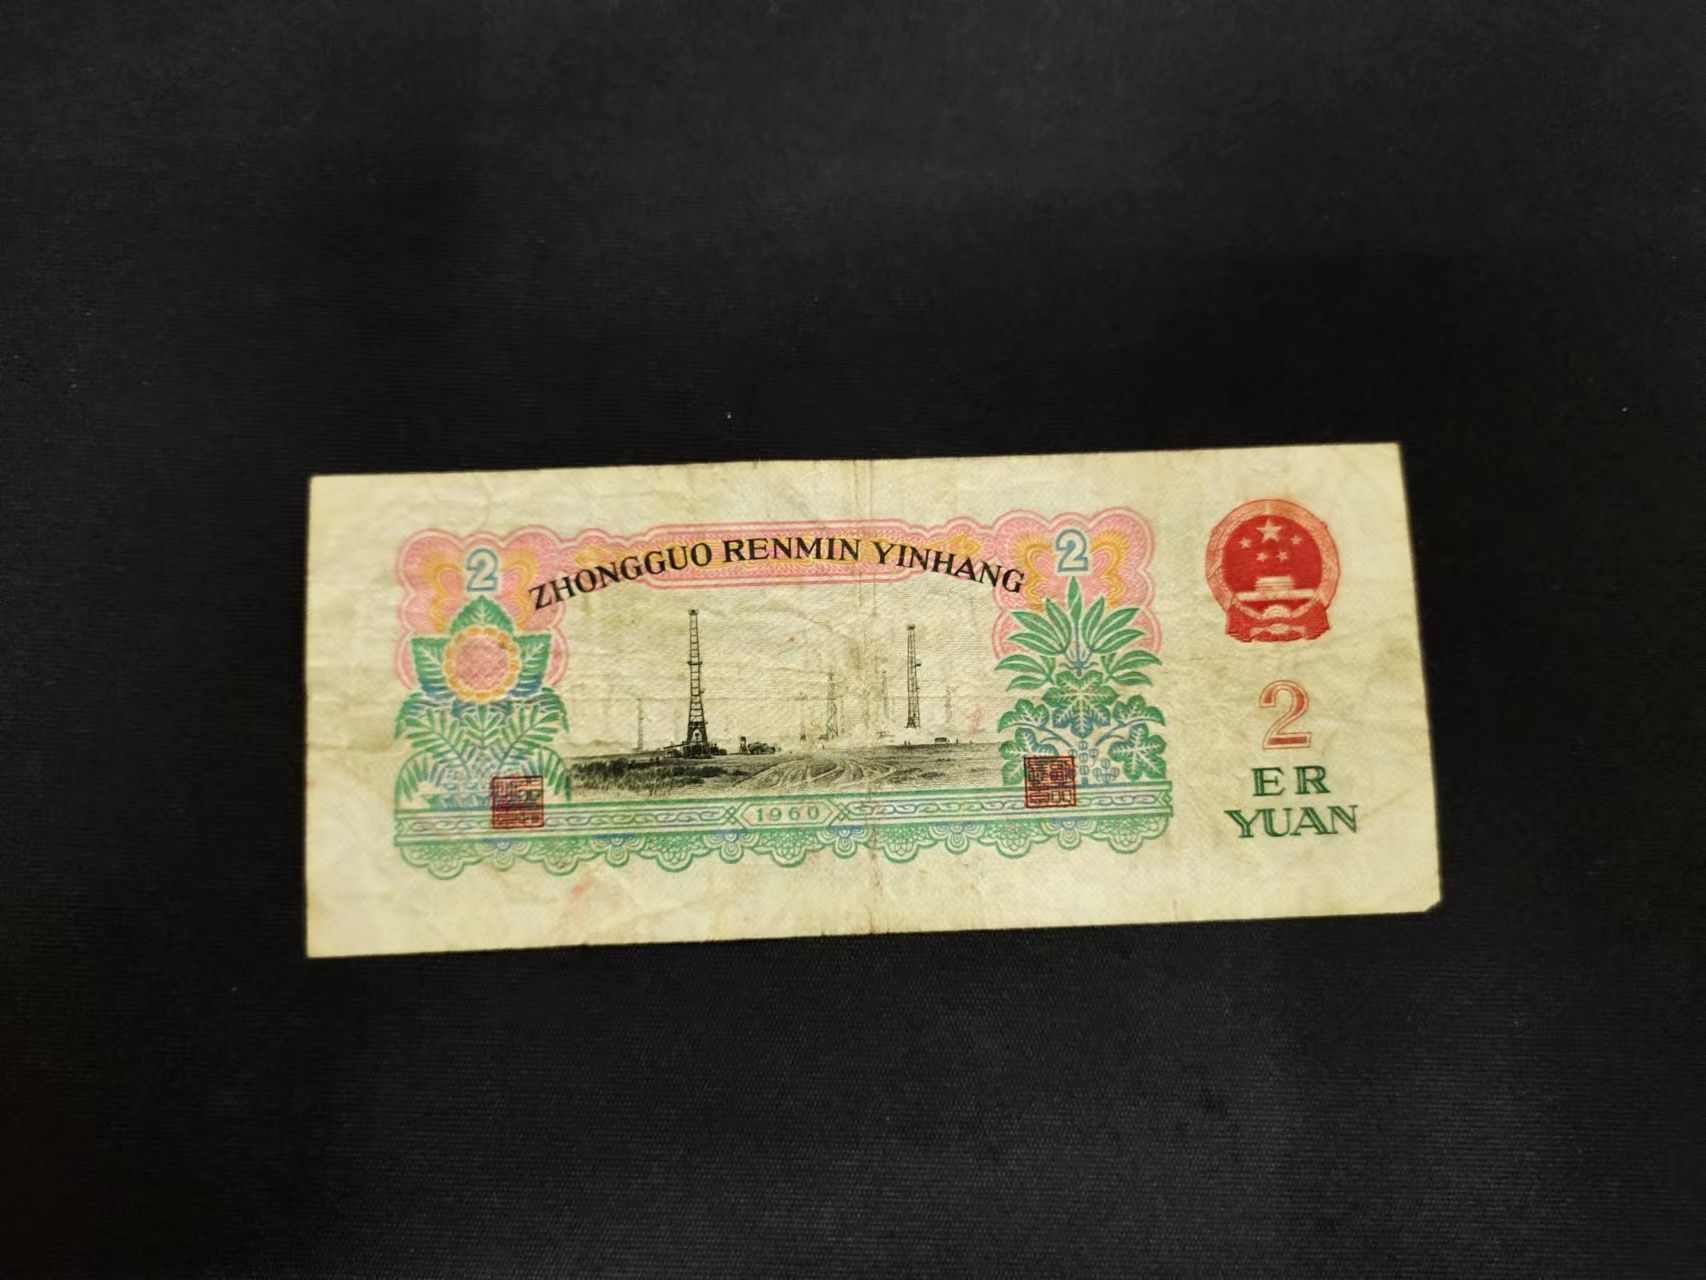 2
ZHONGGUO RENMIN YINHANG
2
1960
2
ER
YUAN